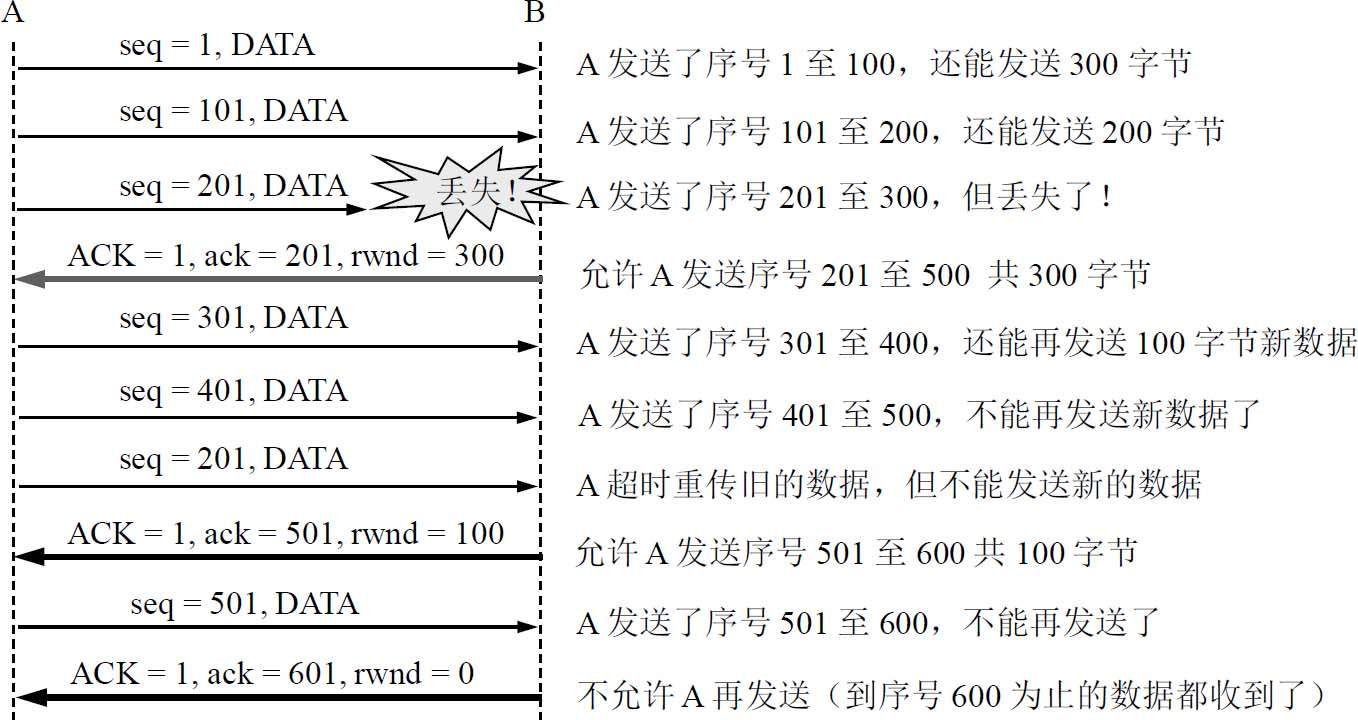 A B
seq = 1, DATA A 发送了序号 1 至 100，还能发送 300 字节
seq = 101, DATA A 发送了序号 101 至 200，还能发送 200 字节
seq = 201, DATA 丢失！ A 发送了序号 201 至 300，但丢失了！
ACK = 1, ack = 201, rwnd = 300 允许 A 发送序号 201 至 500 共 300 字节
seq = 301, DATA A 发送了序号 301 至 400，还能再发送 100 字节新数据
seq = 401, DATA A 发送了序号 401 至 500，不能再发送新数据了
seq = 201, DATA A 超时重传旧的数据，但不能发送新的数据
ACK = 1, ack = 501, rwnd = 100 允许 A 发送序号 501 至 600 共 100 字节
seq = 501, DATA A 发送了序号 501 至 600，不能再发送了
ACK = 1, ack = 601, rwnd = 0 不允许 A 再发送（到序号 600 为止的数据都收到了）